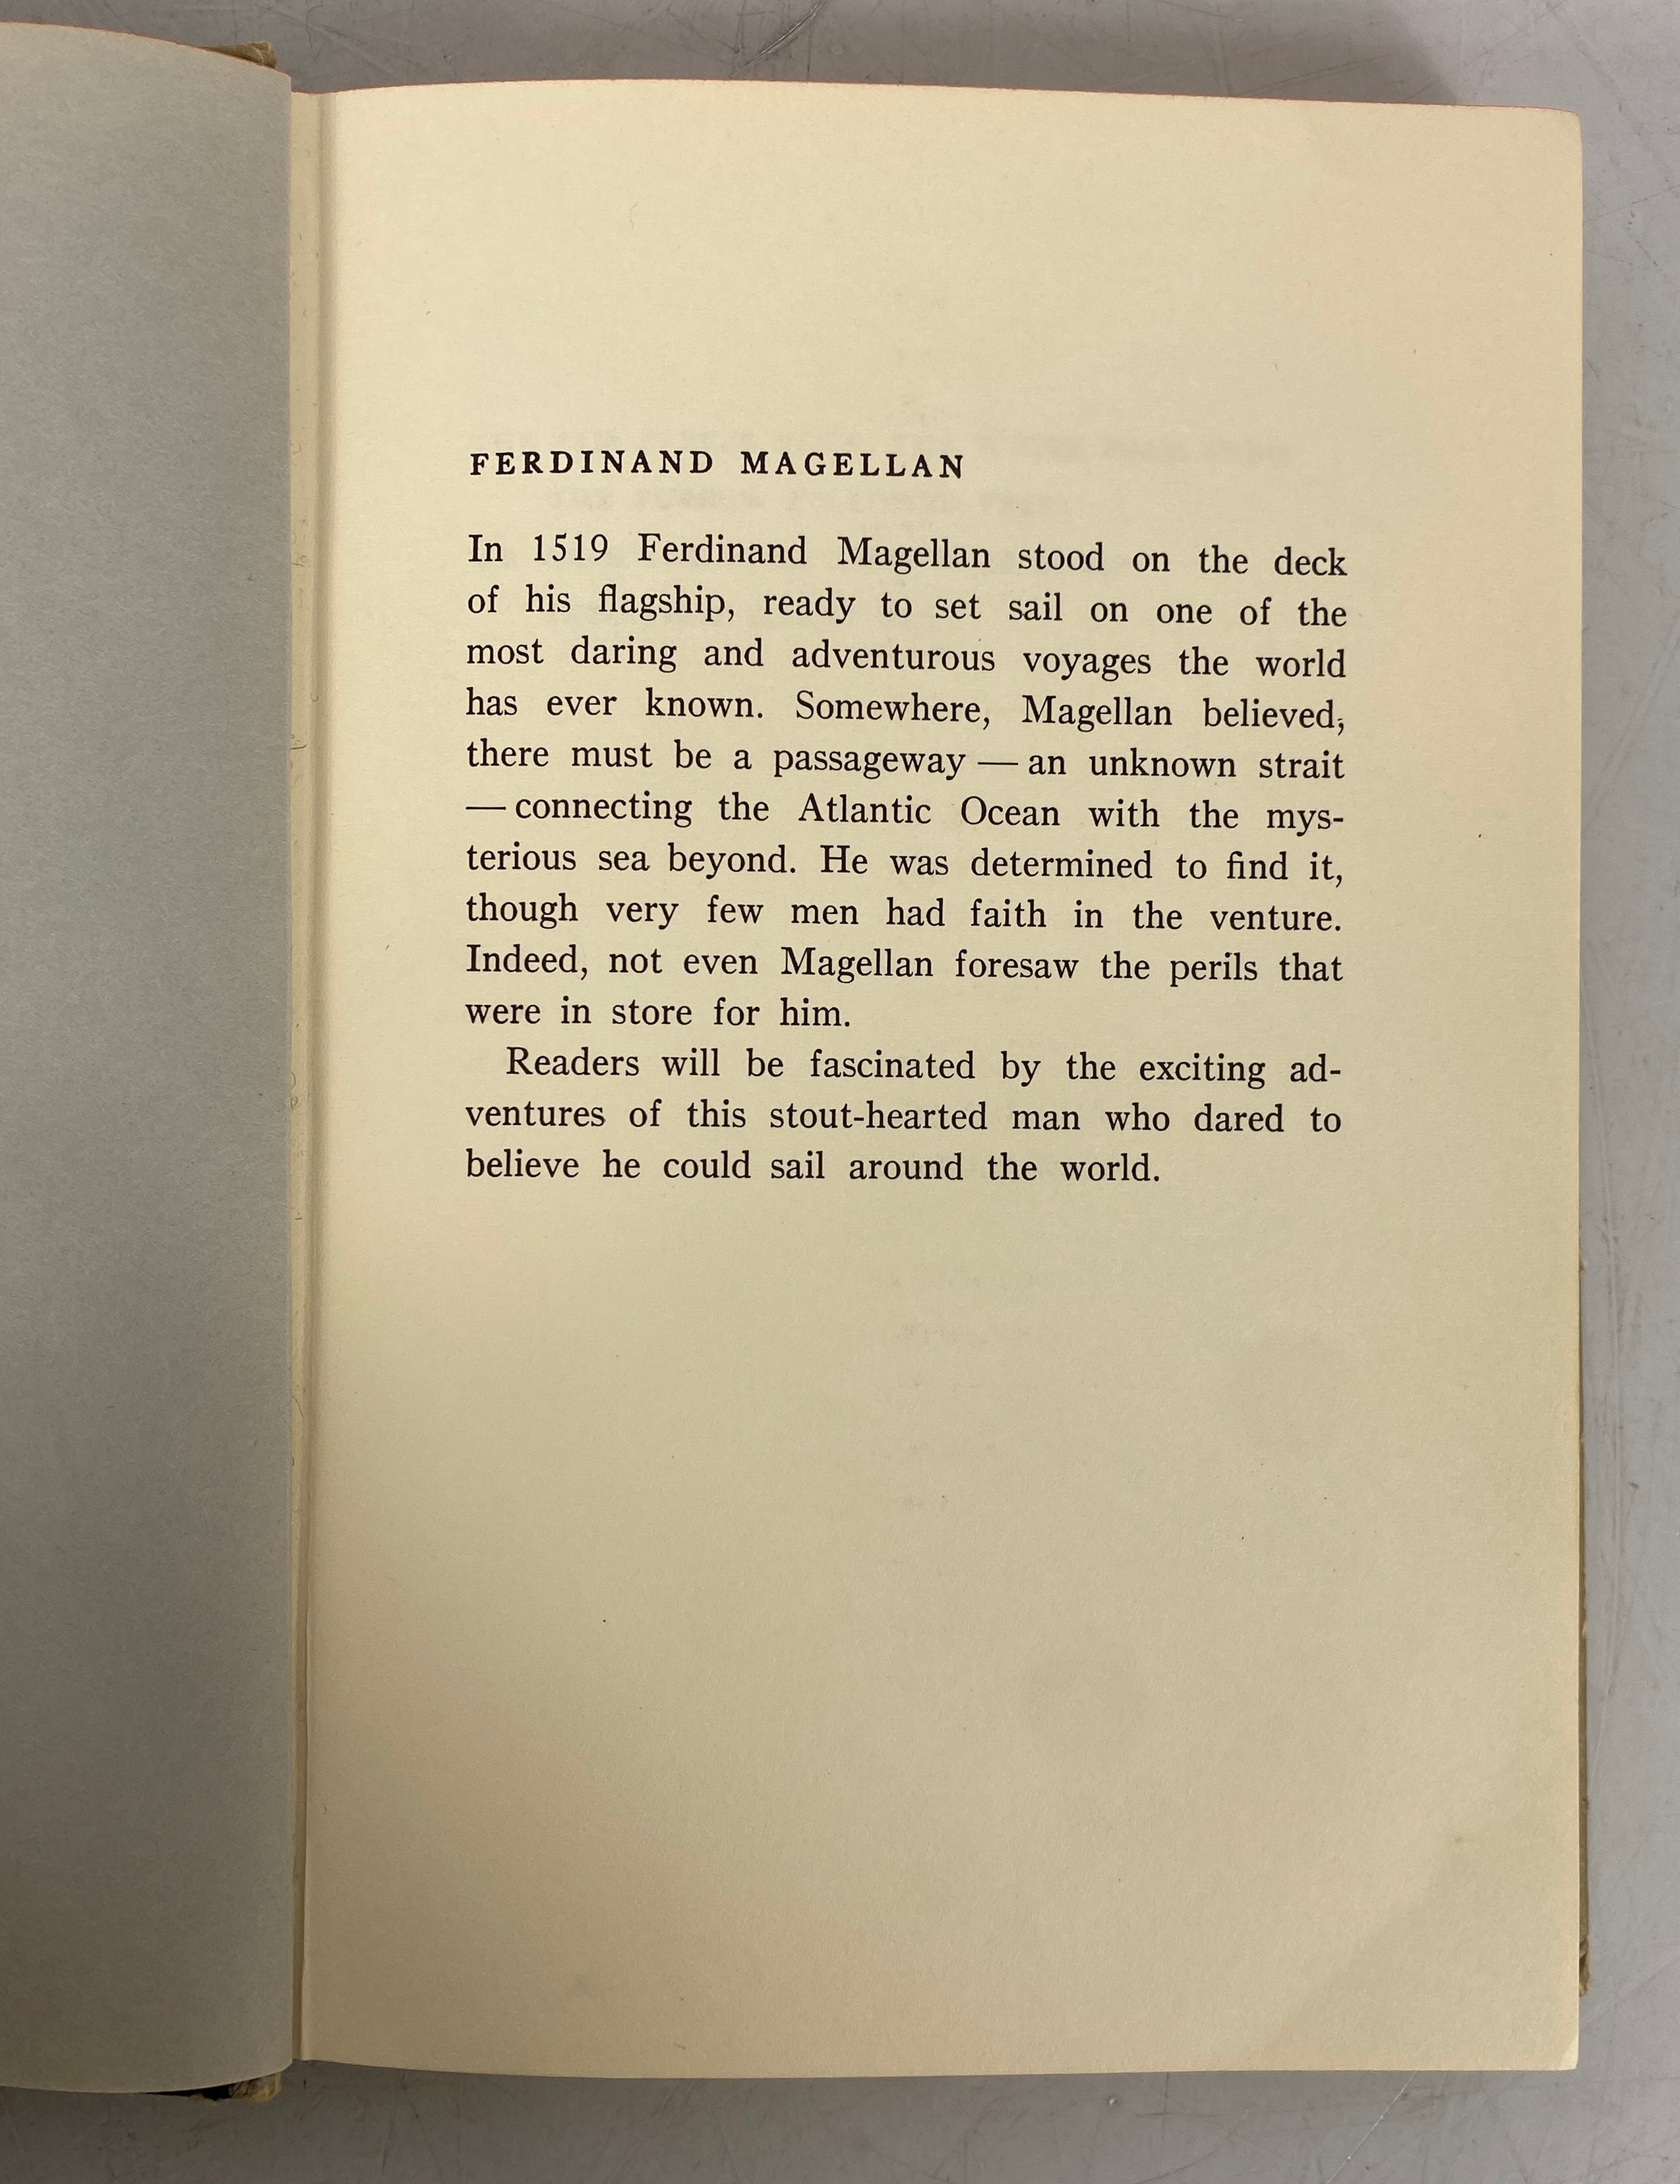 FERDINAND MAGELLAN
In 1519 Ferdinand Magellan stood on the deck
of his flagship, ready to set sail on one of the
most daring and adventurous voyages the world
has ever known. Somewhere, Magellan believed,
there must be a passageway — an unknown strait
— connecting the Atlantic Ocean with the mys-
terious sea beyond. He was determined to find it,
though very few men had faith in the venture.
Indeed, not even Magellan foresaw the perils that
were in store for him.
Readers will be fascinated by the exciting ad-
ventures of this stout-hearted man who dared to
believe he could sail around the world.